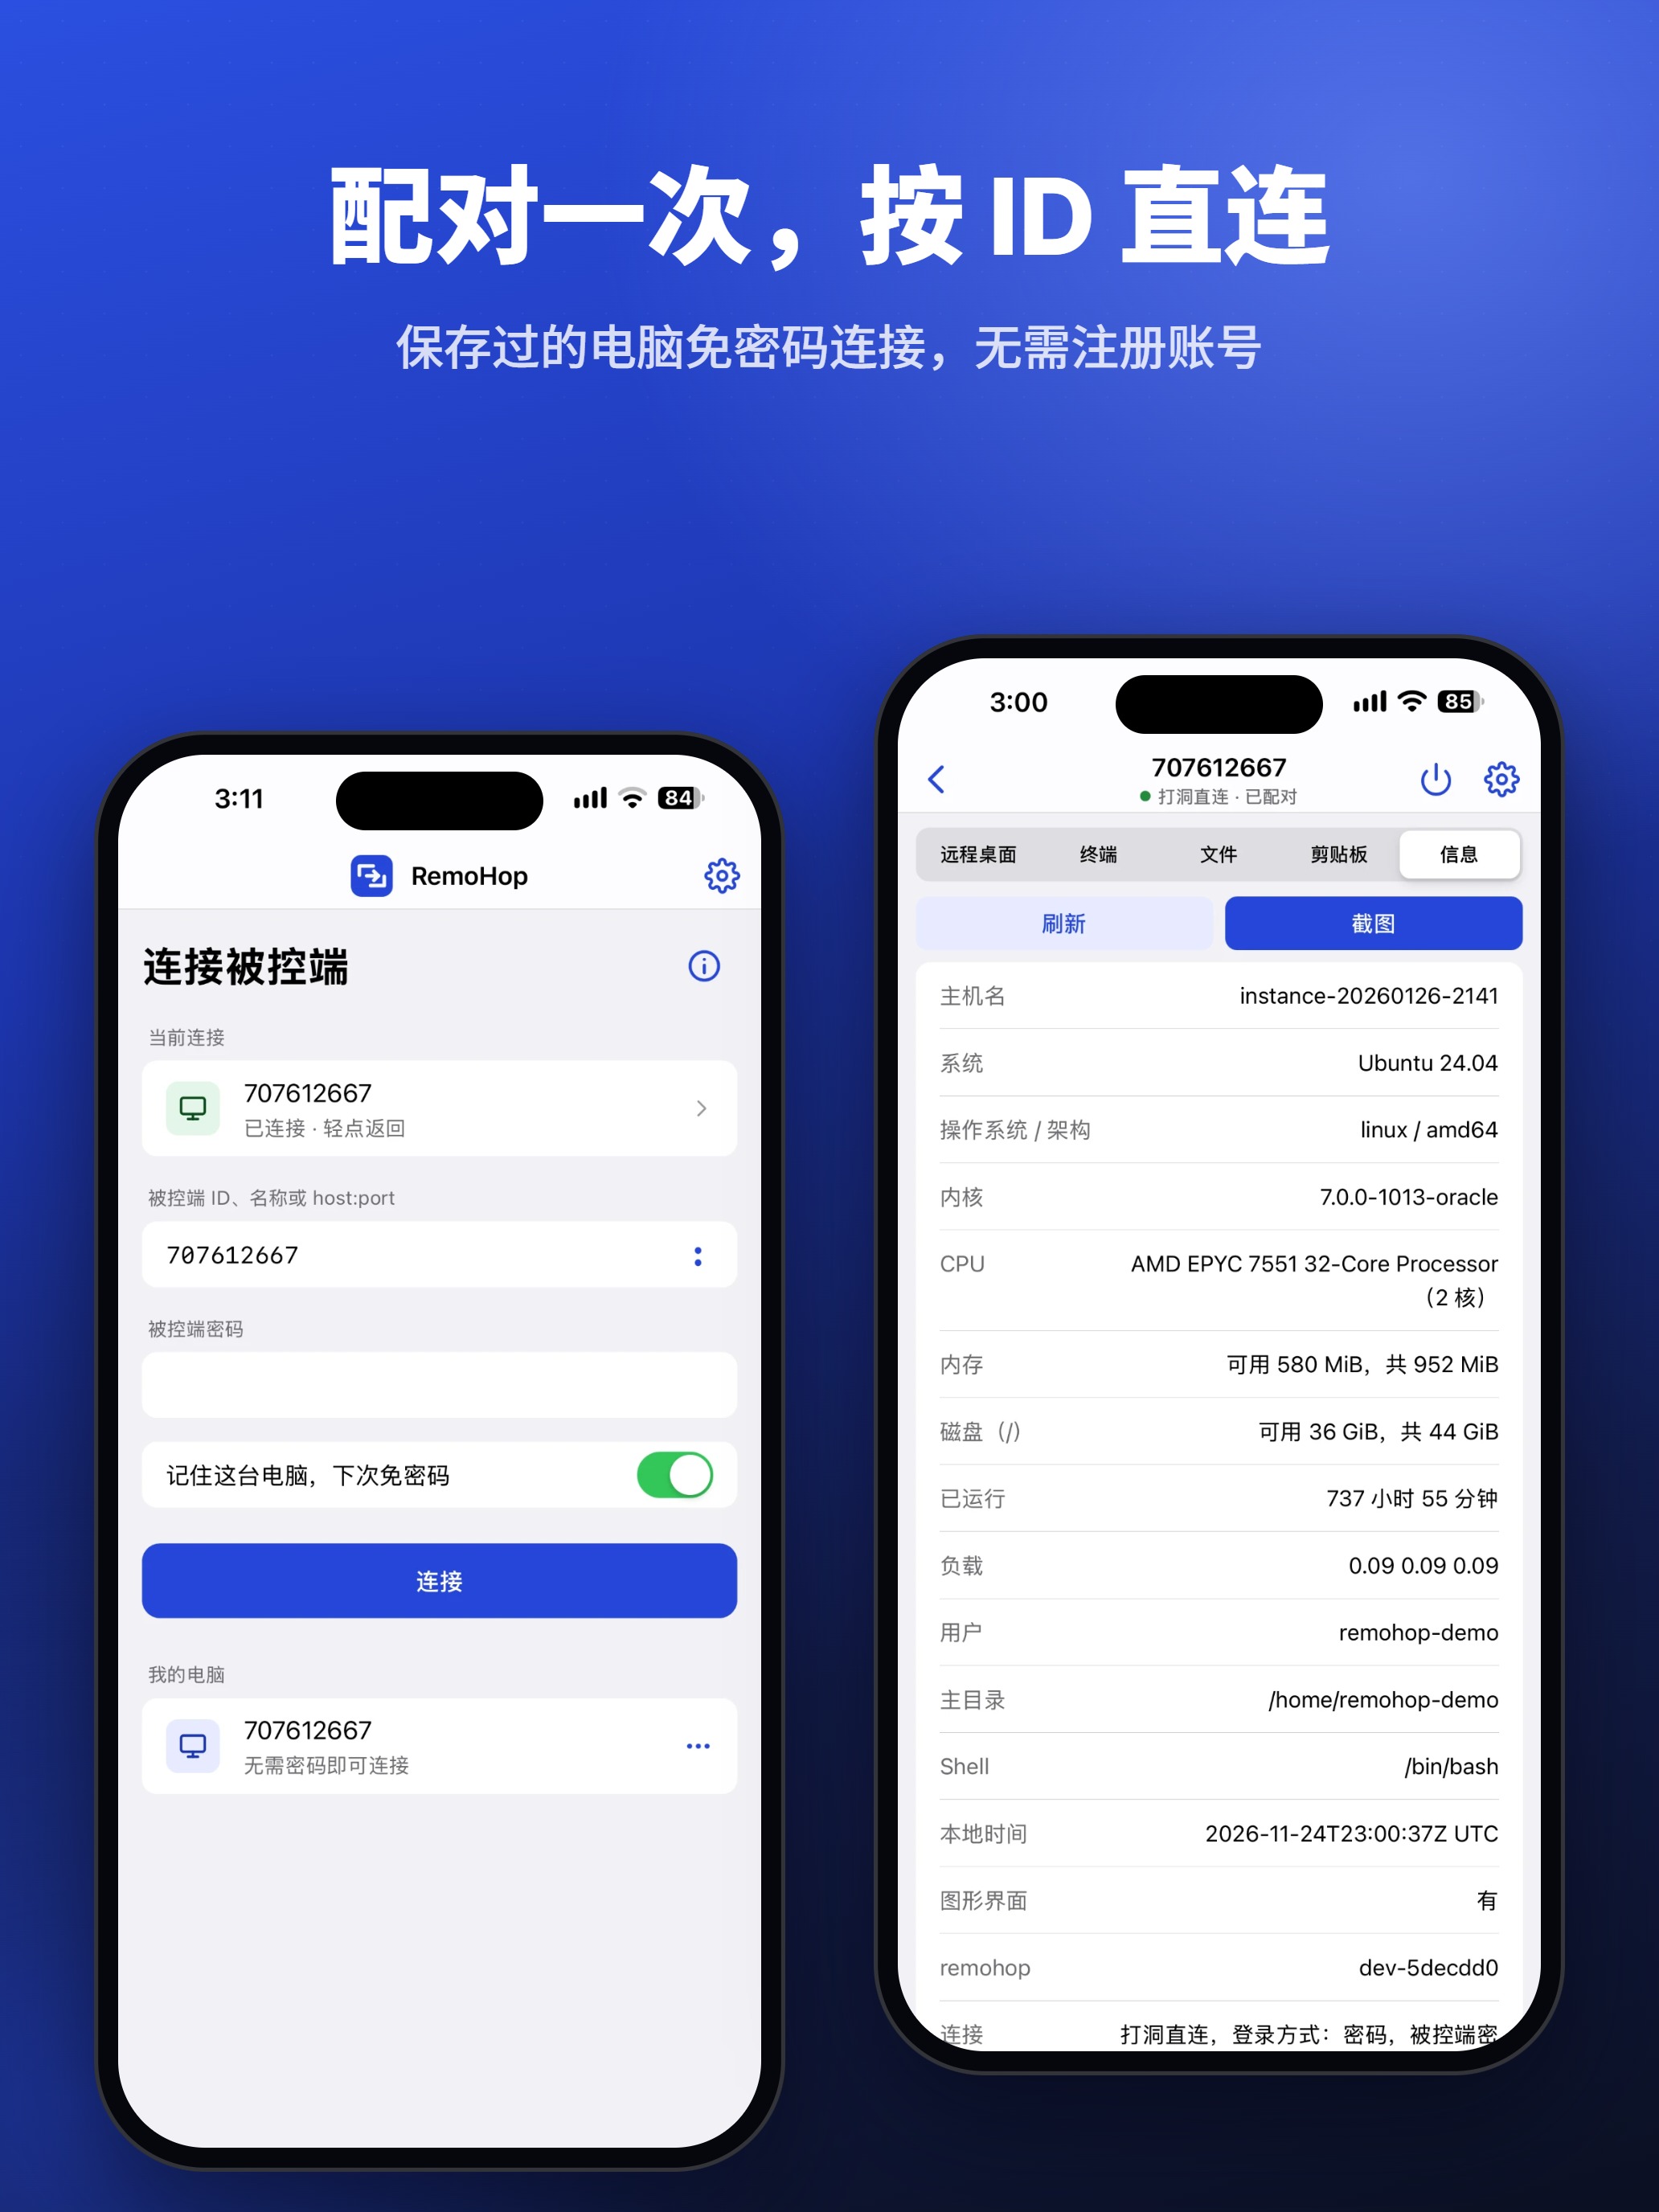 配对一次，按 ID 直连
保存过的电脑免密码连接，无需注册账号
3:11
84
RemoHop
连接被控端
当前连接
707612667
已连接 · 轻点返回
被控端 ID、名称或 host:port
707612667
被控端密码
记住这台电脑，下次免密码
连接
我的电脑
707612667
无需密码即可连接
3:00
85
707612667
打洞直连 · 已配对
远程桌面 终端 文件 剪贴板 信息
刷新 截图
主机名 instance-20260126-2141
系统 Ubuntu 24.04
操作系统 / 架构 linux / amd64
内核 7.0.0-1013-oracle
CPU AMD EPYC 7551 32-Core Processor
（2 核）
内存 可用 580 MiB，共 952 MiB
磁盘（/） 可用 36 GiB，共 44 GiB
已运行 737 小时 55 分钟
负载 0.09 0.09 0.09
用户 remohop-demo
主目录 /home/remohop-demo
Shell /bin/bash
本地时间 2026-11-24T23:00:37Z UTC
图形界面 有
remohop dev-5decdd0
连接 打洞直连，登录方式：密码，被控端密